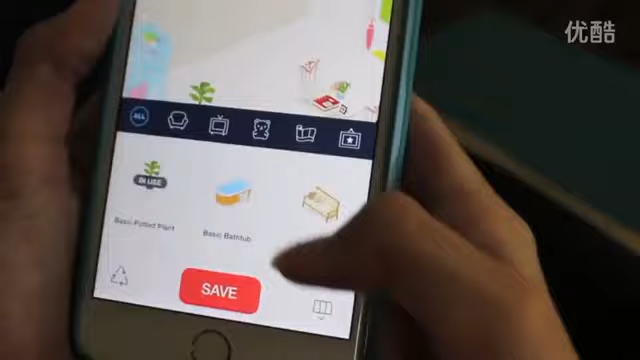 优酷
ALL
IN USE
Basic Potted Plant
Basic Bathtub
SAVE